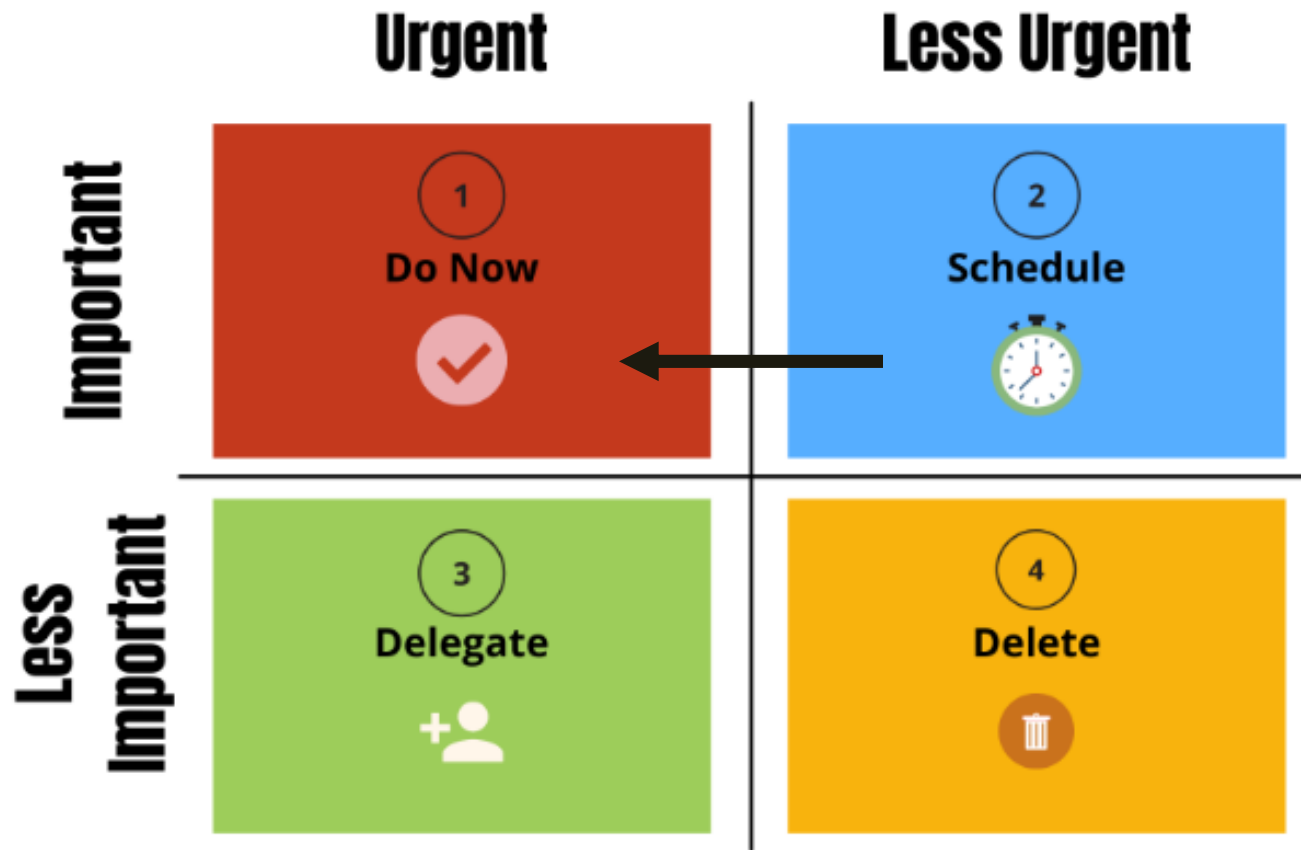 Urgent
Less Urgent
Important
1
Do Now
2
Schedule
Less
Important
3
Delegate
4
Delete